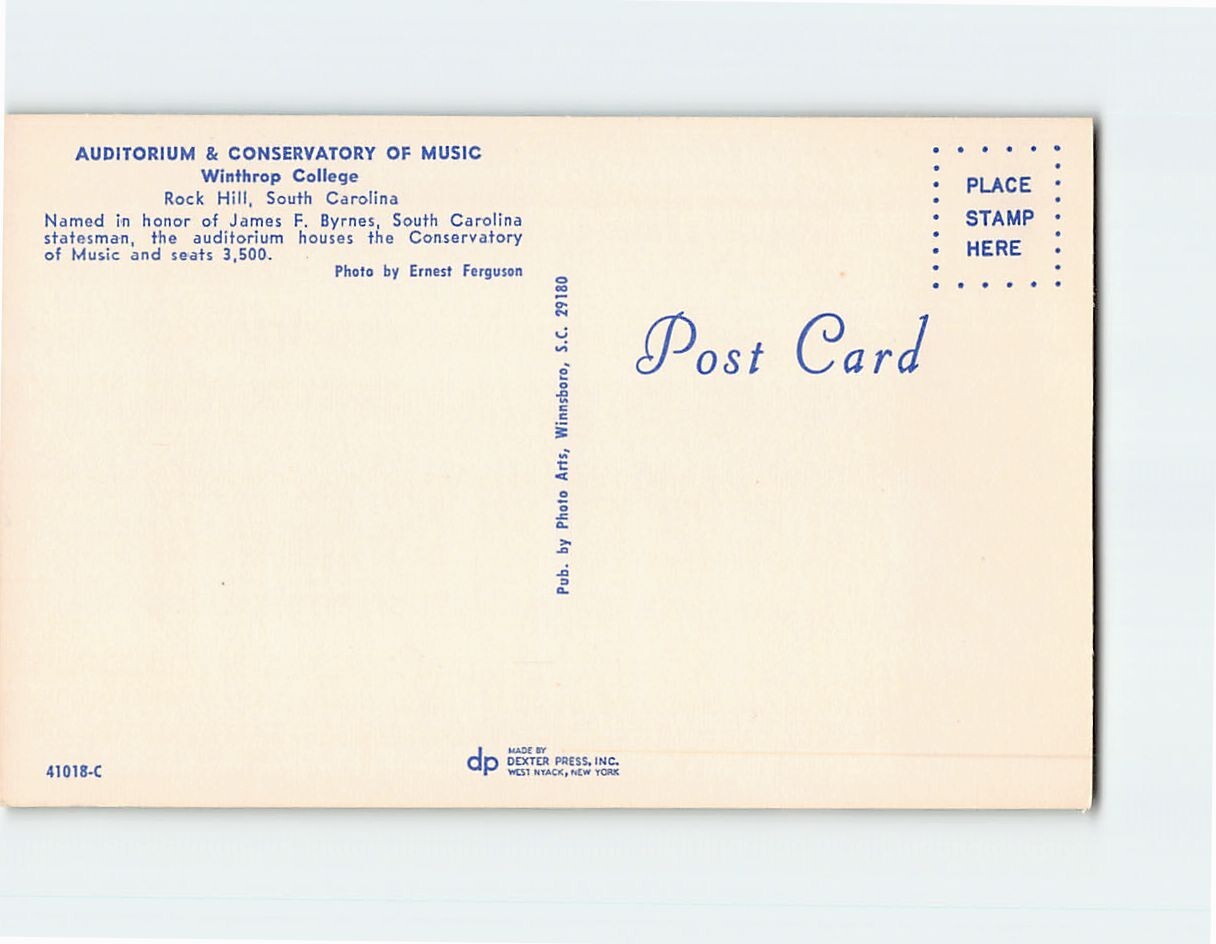 AUDITORIUM & CONSERVATORY OF MUSIC
Winthrop College
Rock Hill, South Carolina
Named in honor of James F. Byrnes, South Carolina
statesman, the auditorium houses the Conservatory
of Music and seats 3,500.
Photo by Ernest Ferguson
PLACE
STAMP
HERE
Post Card
Pub. by Photo Arts, Winnsboro, S.C. 29180
41018-C
dp
MADE BY
DEXTER PRESS, INC.
WEST NYACK, NEW YORK